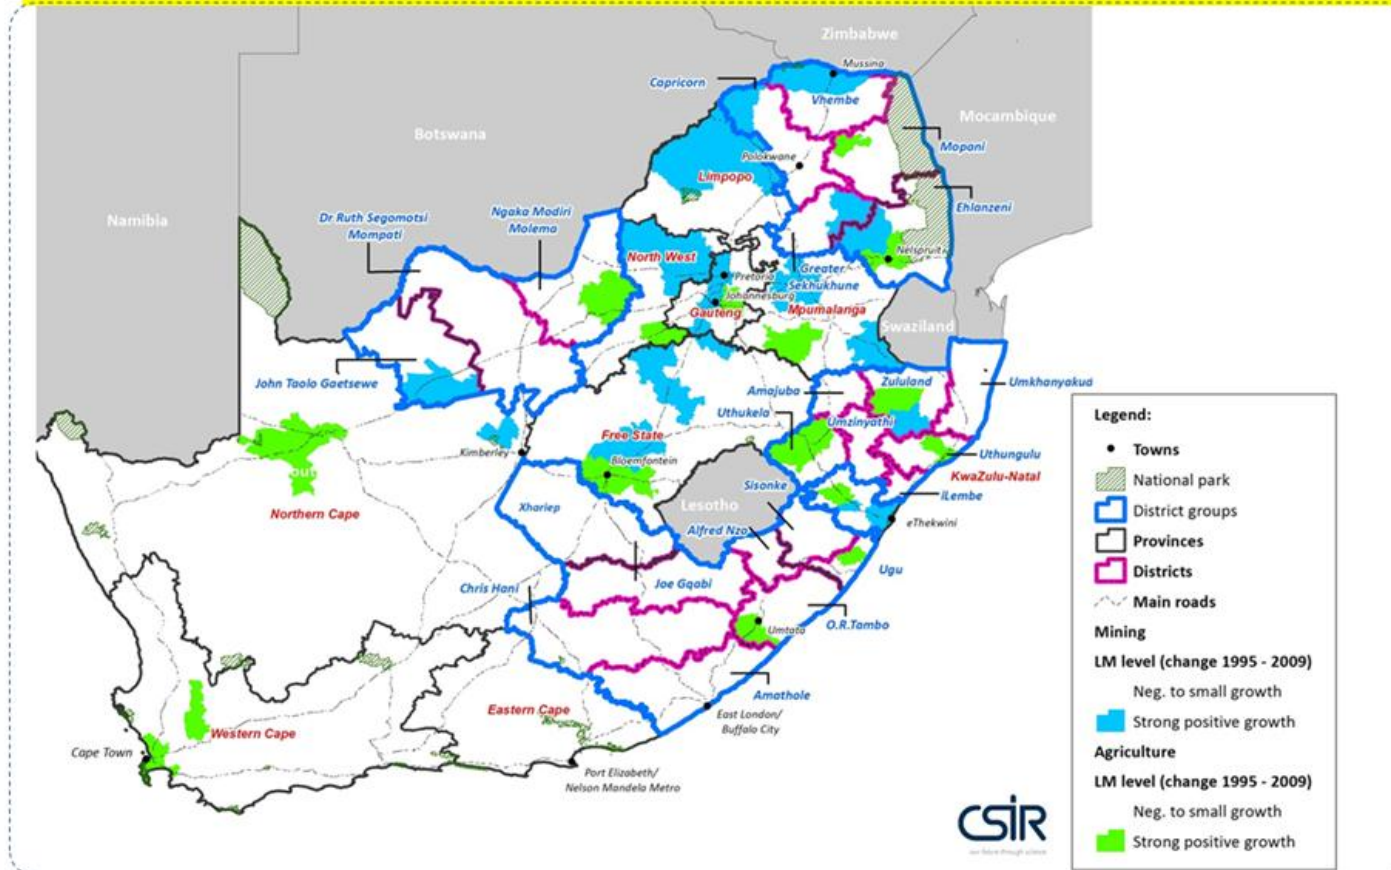 Zimbabwe
Mussina
Capricorn
Vhembe
Mocambique
Botswana
Mopani
Polokwane
Limpopo
Ehlanzeni
Namibia
Dr Ruth Segomotsi
Mompati
Ngaka Modiri
Molema
Nelspruit
North West
Greater
Sekhukhune
Pretoria
Johannesburg
Gauteng
Mpumalanga
Swaziland
John Taolo Gaetsewe
Amajuba
Zululand
Umkhanyakud
Uthukela
Umzinyathi
Free State
Kimberley
Bloemfontein
Uthungulu
KwaZulu-Natal
Sisonke
iLembe
Lesotho
Xhariep
Northern Cape
eThekwini
Alfred Nzo
Ugu
Chris Hani
Joe Gqabi
O.R.Tambo
Umtata
Amathole
Eastern Cape
East London/
Buffalo City
Western Cape
Cape Town
Port Elizabeth/
Nelson Mandela Metro
CSIR
our future through science
Legend:
Towns
National park
District groups
Provinces
Districts
Main roads
Mining
LM level (change 1995 - 2009)
Neg. to small growth
Strong positive growth
Agriculture
LM level (change 1995 - 2009)
Neg. to small growth
Strong positive growth